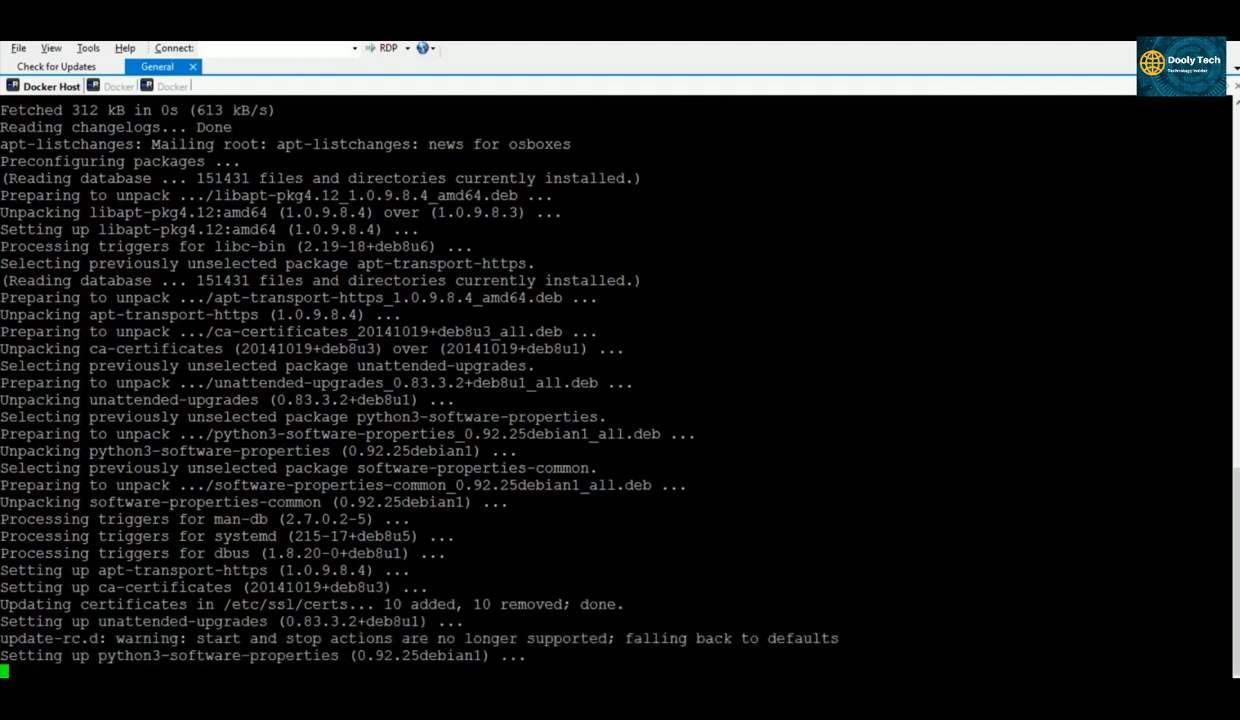 File View Tools Help Connect: RDP
Dooly Tech
Technology Insider
Check for Updates General
Docker Host Docker Docker
Fetched 312 kB in 0s (613 kB/s)
Reading changelogs... Done
apt-listchanges: Mailing root: apt-listchanges: news for osboxes
Preconfiguring packages ...
(Reading database ... 151431 files and directories currently installed.)
Preparing to unpack .../libapt-pkg4.12_1.0.9.8.4_amd64.deb ...
Unpacking libapt-pkg4.12:amd64 (1.0.9.8.4) over (1.0.9.8.3) ...
Setting up libapt-pkg4.12:amd64 (1.0.9.8.4) ...
Processing triggers for libc-bin (2.19-18+deb8u6) ...
Selecting previously unselected package apt-transport-https.
(Reading database ... 151431 files and directories currently installed.)
Preparing to unpack .../apt-transport-https_1.0.9.8.4_amd64.deb ...
Unpacking apt-transport-https (1.0.9.8.4) ...
Preparing to unpack .../ca-certificates_20141019+deb8u3_all.deb ...
Unpacking ca-certificates (20141019+deb8u3) over (20141019+deb8u1) ...
Selecting previously unselected package unattended-upgrades.
Preparing to unpack .../unattended-upgrades_0.83.3.2+deb8u1_all.deb ...
Unpacking unattended-upgrades (0.83.3.2+deb8u1) ...
Selecting previously unselected package python3-software-properties.
Preparing to unpack .../python3-software-properties_0.92.25debian1_all.deb ...
Unpacking python3-software-properties (0.92.25debian1) ...
Selecting previously unselected package software-properties-common.
Preparing to unpack .../software-properties-common_0.92.25debian1_all.deb ...
Unpacking software-properties-common (0.92.25debian1) ...
Processing triggers for man-db (2.7.0.2-5) ...
Processing triggers for systemd (215-17+deb8u5) ...
Processing triggers for dbus (1.8.20-0+deb8u1) ...
Setting up apt-transport-https (1.0.9.8.4) ...
Setting up ca-certificates (20141019+deb8u3) ...
Updating certificates in /etc/ssl/certs... 10 added, 10 removed; done.
Setting up unattended-upgrades (0.83.3.2+deb8u1) ...
update-rc.d: warning: start and stop actions are no longer supported; falling back to defaults
Setting up python3-software-properties (0.92.25debian1) ...